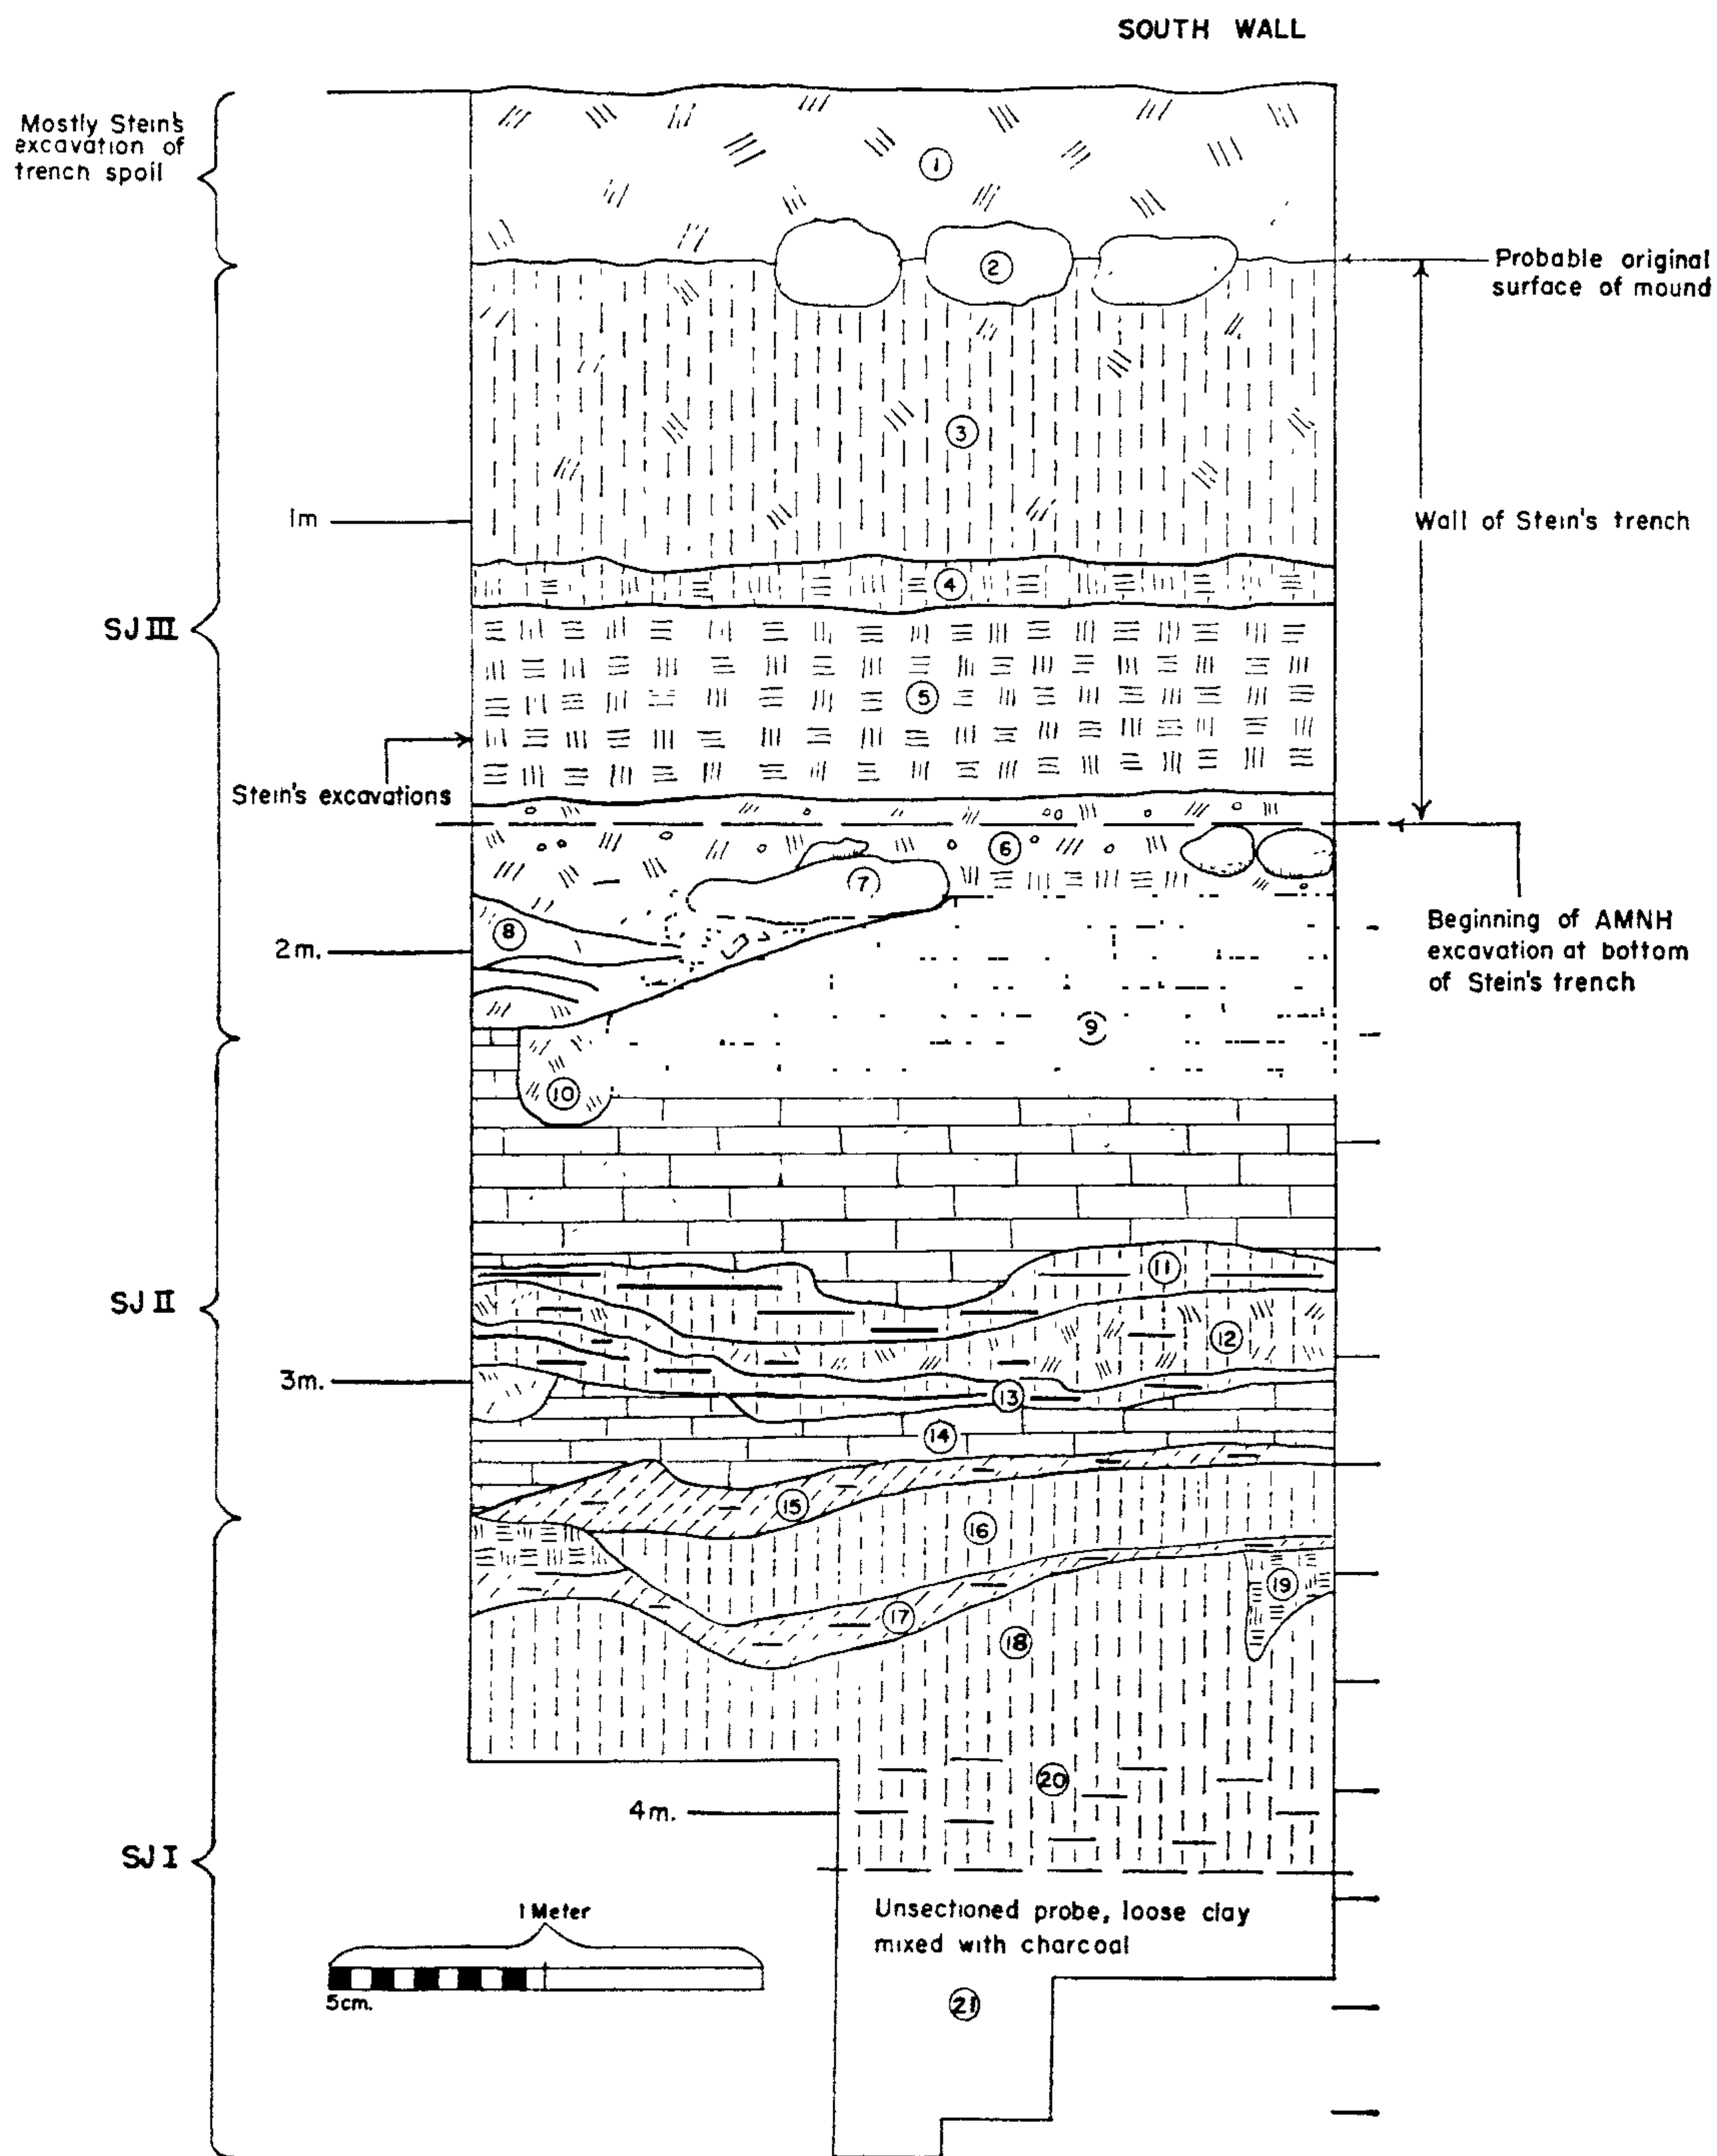 SOUTH WALL
Mostly Stein's
excavation of
trench spoil
1
2
Probable original
surface of mound
3
1m
Wall of Stein's trench
4
SJ III
5
Stein's excavations
6
7
Beginning of AMNH
excavation at bottom
of Stein's trench
8
2m.
9
10
11
SJ II
12
3m.
13
14
15
16
19
17
18
20
4m.
SJ I
Unsectioned probe, loose clay
mixed with charcoal
1 Meter
5cm.
21